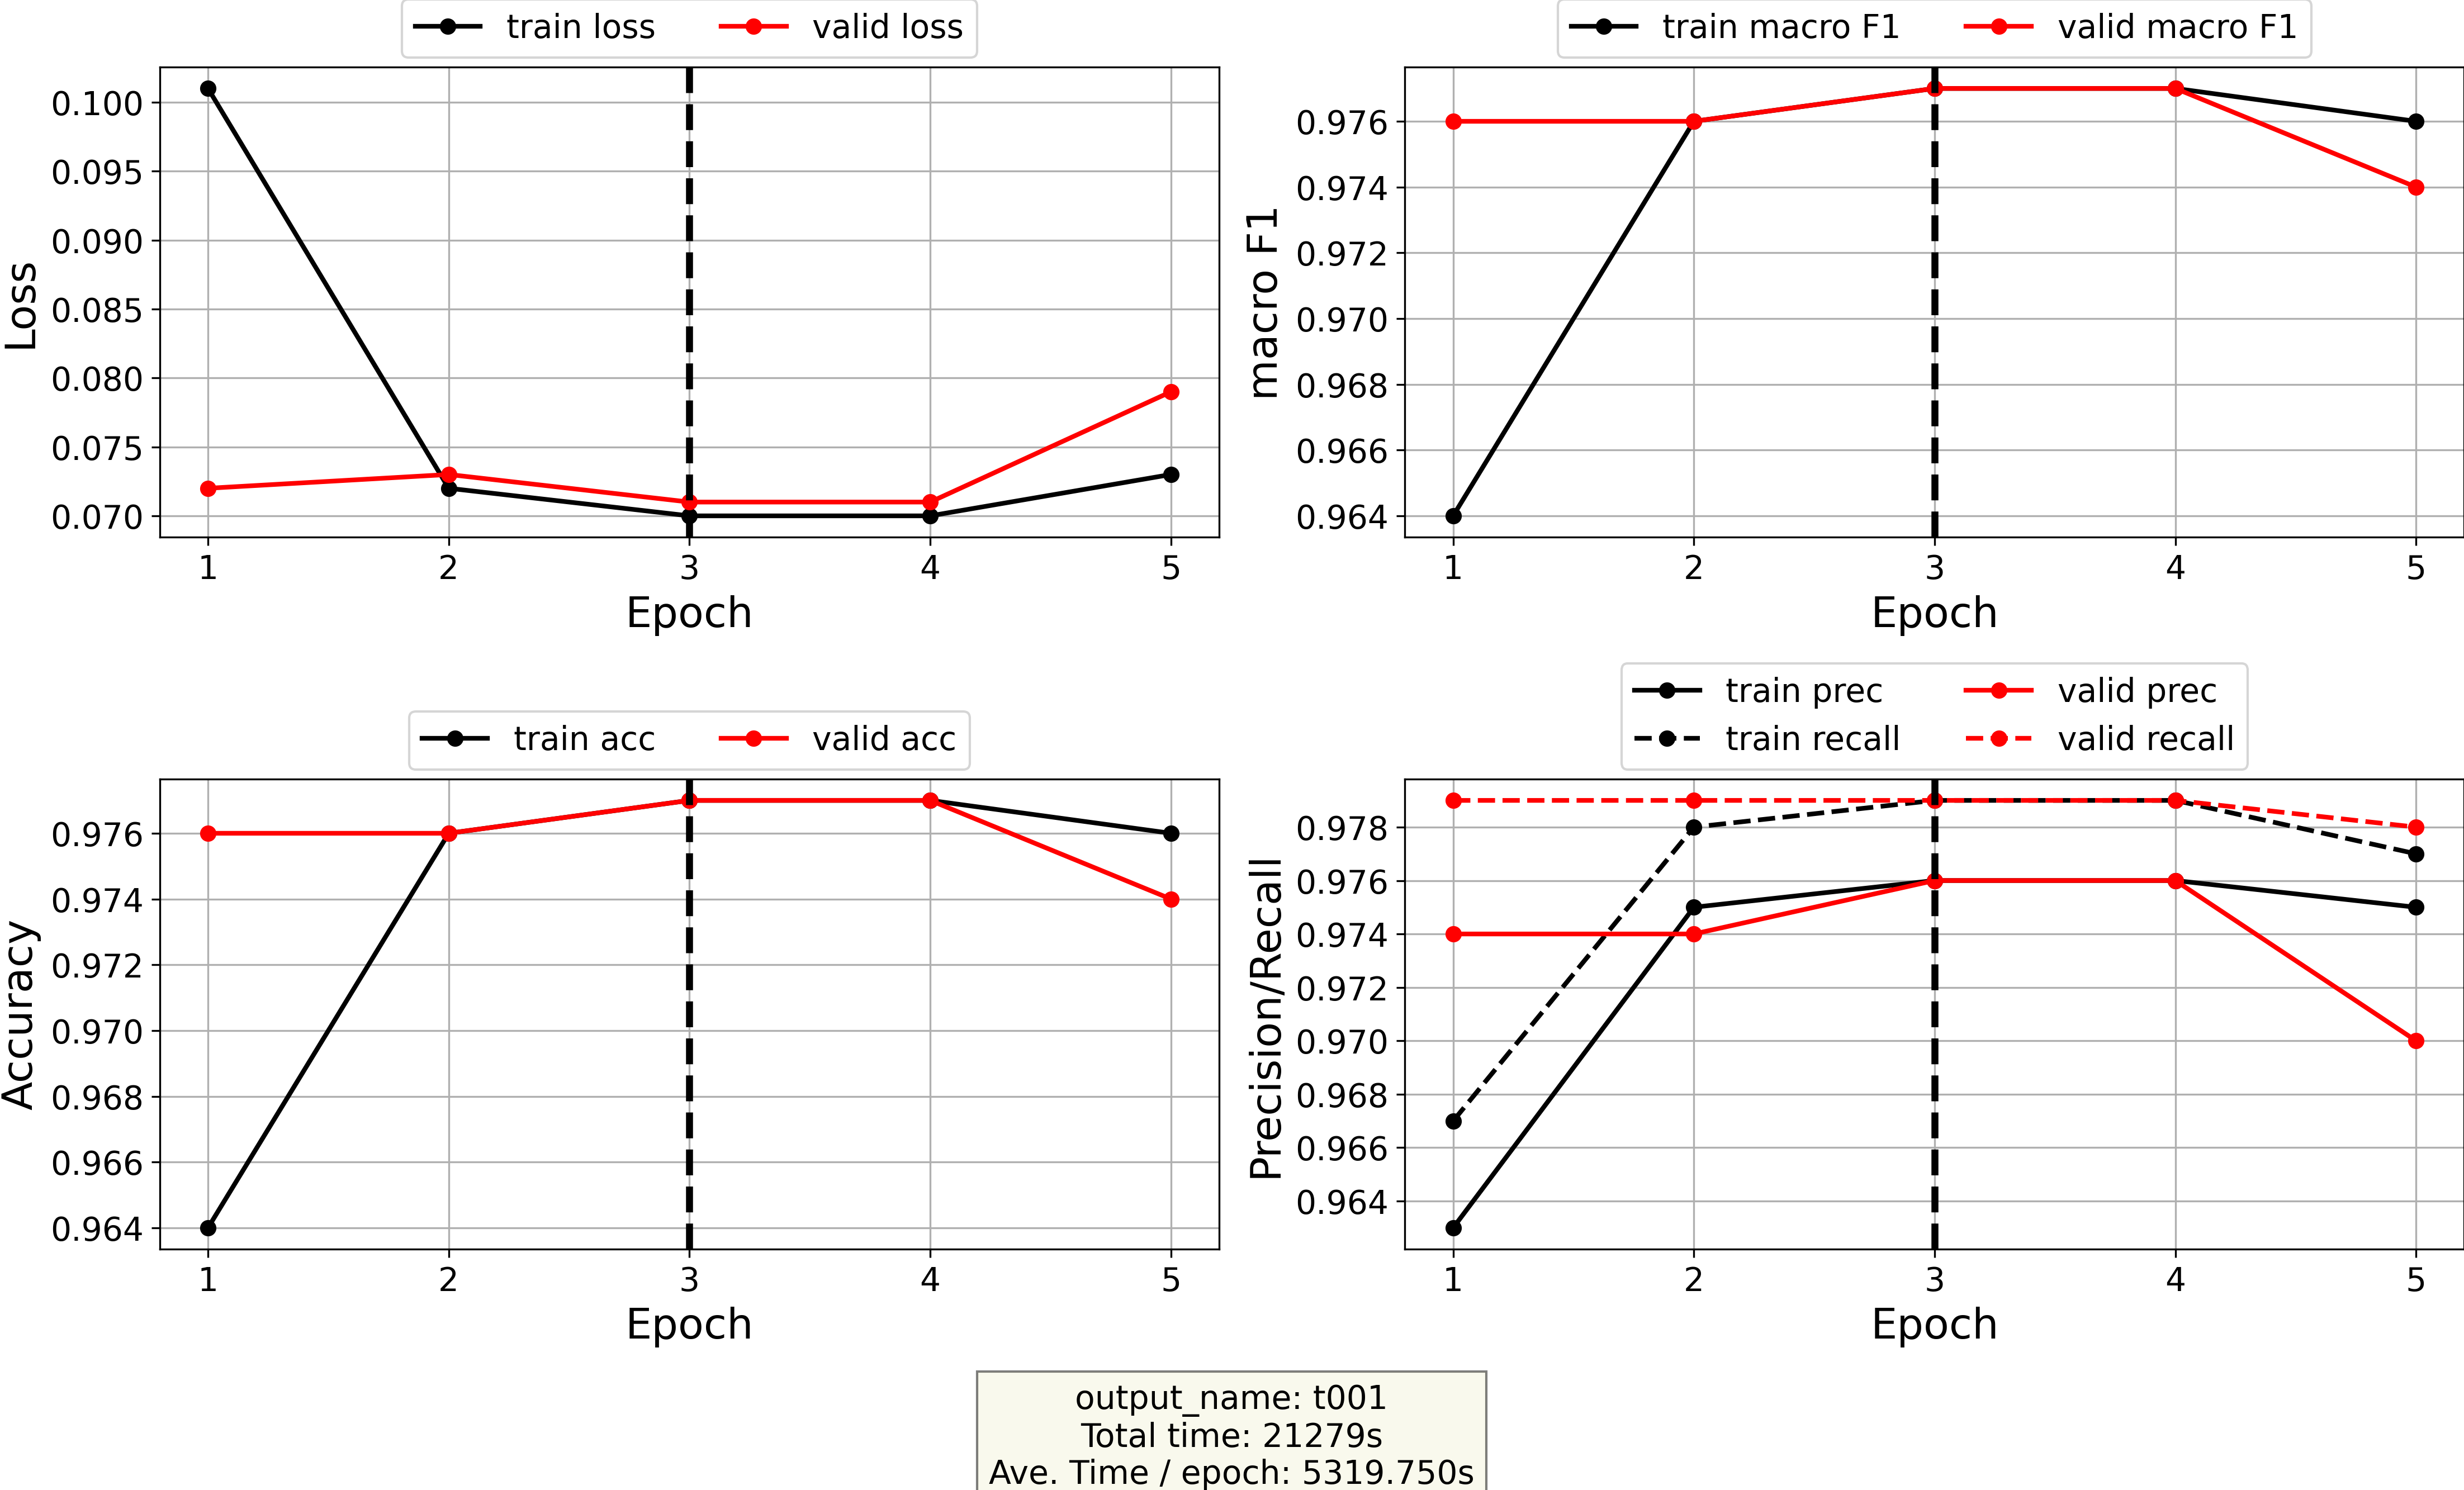 train loss valid loss
Loss
0.100
0.095
0.090
0.085
0.080
0.075
0.070
1 2 3 4 5
Epoch
train macro F1 valid macro F1
macro F1
0.976
0.974
0.972
0.970
0.968
0.966
0.964
1 2 3 4 5
Epoch
train acc valid acc
Accuracy
0.976
0.974
0.972
0.970
0.968
0.966
0.964
1 2 3 4 5
Epoch
train prec valid prec
train recall valid recall
Precision/Recall
0.978
0.976
0.974
0.972
0.970
0.968
0.966
0.964
1 2 3 4 5
Epoch
output_name: t001
Total time: 21279s
Ave. Time / epoch: 5319.750s